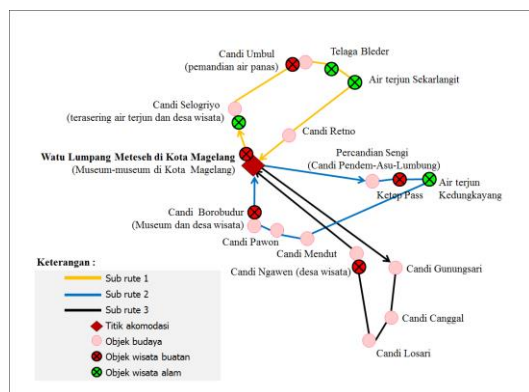 Candi Umbul
(pemandian air panas)
Telaga Bleder
Air terjun Sekarlangit
Candi Selogriyo
(terasering air terjun dan desa wisata)
Candi Retno
Watu Lumpang Meteseh di Kota Magelang
(Museum-museum di Kota Magelang)
Percandian Sengi
(Candi Pendem-Asu-Lumbung)
Ketep Pass
Air terjun
Kedungkayang
Candi Borobudur
(Museum dan desa wisata)
Candi Pawon
Candi Mendut
Candi Ngawen (desa wisata)
Candi Gunungsari
Candi Canggal
Candi Losari
Keterangan :
Sub rute 1
Sub rute 2
Sub rute 3
Titik akomodasi
Objek budaya
Objek wisata buatan
Objek wisata alam